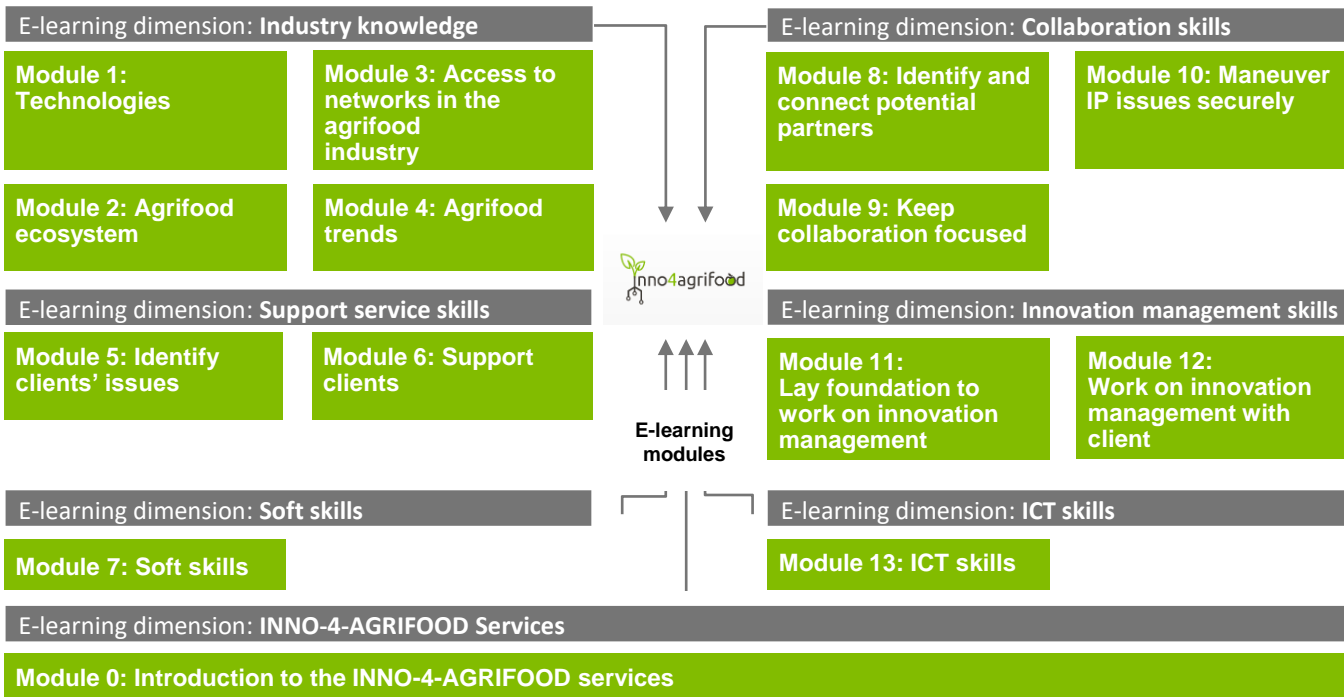 E-learning dimension: Industry knowledge
Module 1:
Technologies
Module 3: Access to
networks in the
agrifood
industry
Module 2: Agrifood
ecosystem
Module 4: Agrifood
trends
E-learning dimension: Support service skills
Module 5: Identify
clients’ issues
Module 6: Support
clients
E-learning dimension: Soft skills
Module 7: Soft skills
inno4agrifood
E-learning
modules
E-learning dimension: Collaboration skills
Module 8: Identify and
connect potential
partners
Module 10: Maneuver
IP issues securely
Module 9: Keep
collaboration focused
E-learning dimension: Innovation management skills
Module 11:
Lay foundation to
work on innovation
management
Module 12:
Work on innovation
management with
client
E-learning dimension: ICT skills
Module 13: ICT skills
E-learning dimension: INNO-4-AGRIFOOD Services
Module 0: Introduction to the INNO-4-AGRIFOOD services